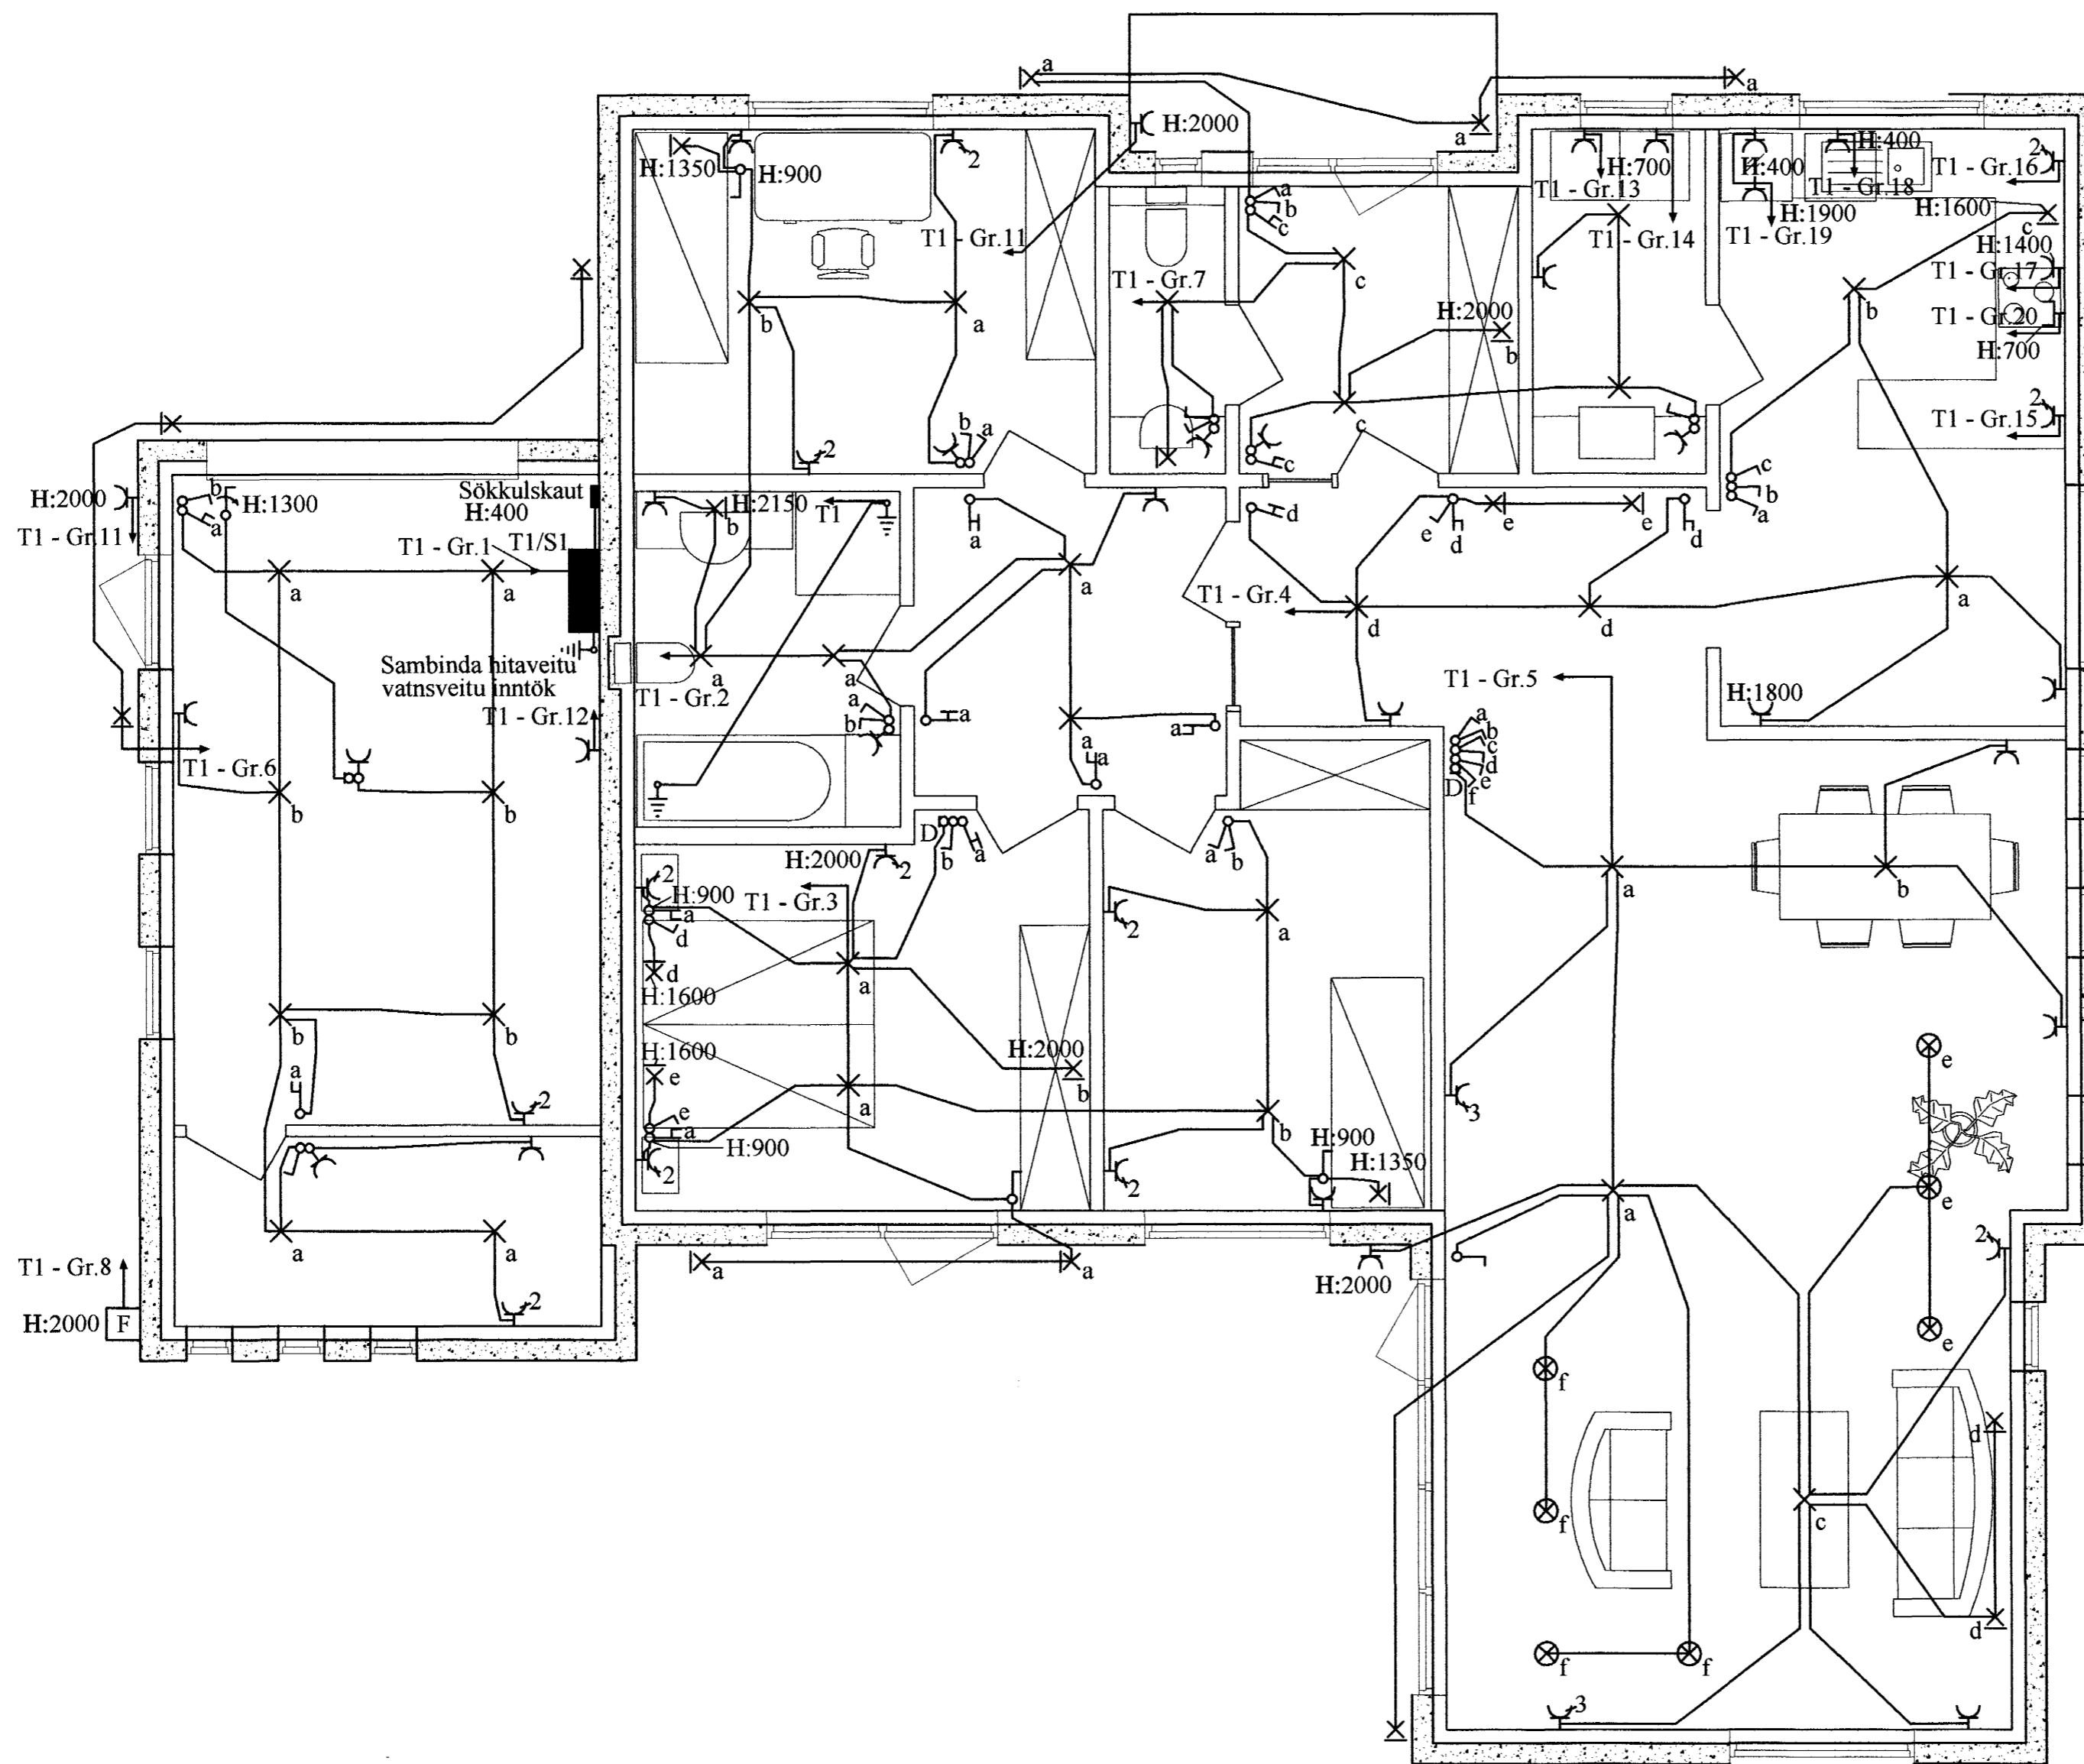 a
a
a
H:2000
H:1350
H:900
2
H:700
T1 - Gr.13
H:400
H:400
T1 - Gr.18
T1 - Gr.16
2
H:1900
H:1600
T1 - Gr.11
T1 - Gr.14
T1 - Gr.19
a
b
c
c
H:1400
T1 - Gr.7
T1 - Gr.17
c
b
a
H:2000
b
b
T1 - Gr.20
H:700
2
T1 - Gr.15
2
b
a
c
c
c
b
a
H:2000
T1 - Gr.11
b
a
H:1300
Sökkulskaut
H:400
H:2150
b
T1
a
d
e
d
e
e
d
T1 - Gr.1
T1/S1
a
a
a
T1 - Gr.4
d
d
a
Sambinda hitaveitu
vatnsveitu inntök
T1 - Gr.2
a
a
T1 - Gr.12
a
b
a
a
a
a
T1 - Gr.5
H:1800
T1 - Gr.6
b
b
a
b
c
d
e
f
D
D
b
a
a
b
H:2000
2
2
H:900
T1 - Gr.3
a
d
d
H:1600
a
2
a
a
b
b
b
H:1600
e
a
H:2000
b
e
a
H:900
2
e
3
a
2
b
2
H:900
H:1350
2
e
a
a
a
a
a
2
T1 - Gr.8
H:2000
F
2
H:2000
e
f
f
c
d
d
f
f
3